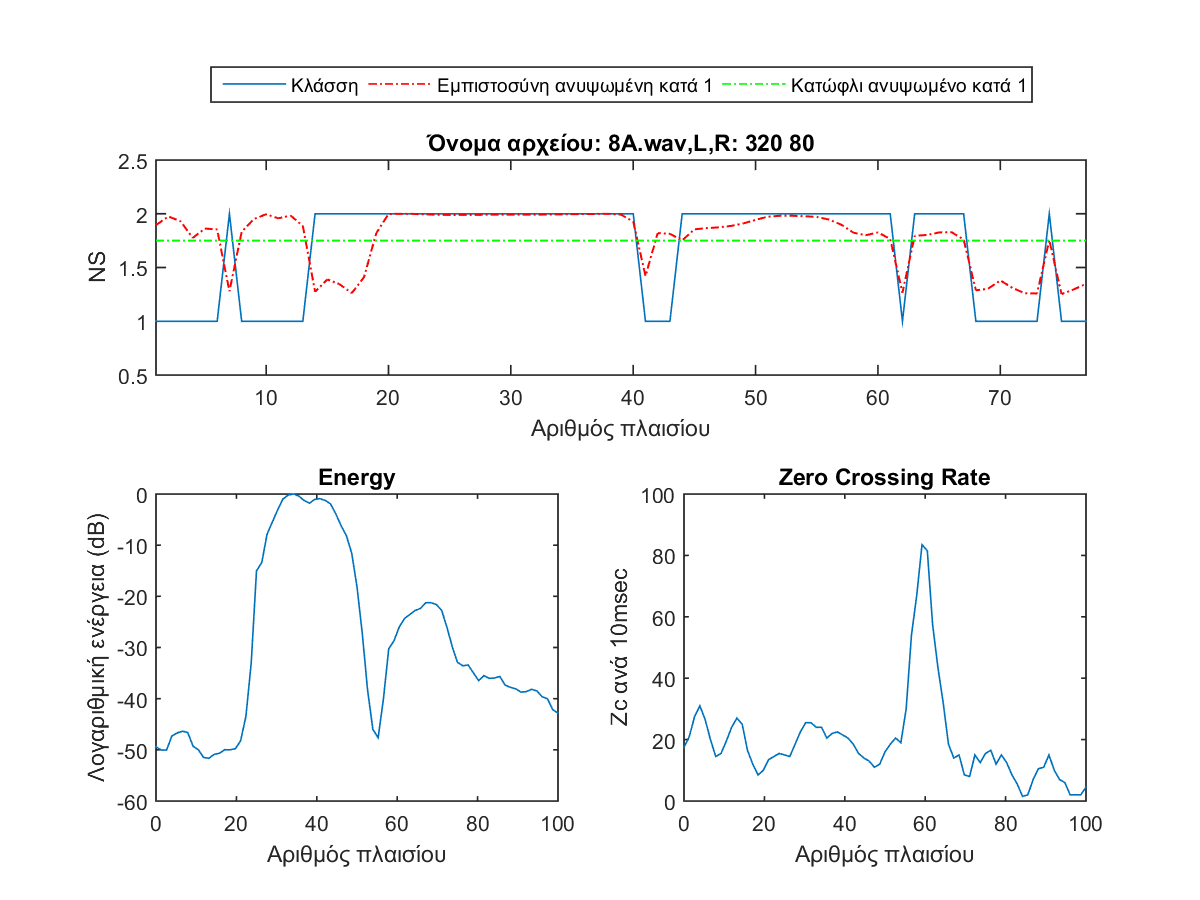 Κλάσση Εμπιστοσύνη ανυψωμένη κατά 1 Κατώφλι ανυψωμένο κατά 1
Όνομα αρχείου: 8A.wav,L,R: 320 80
2.5
2
1.5
1
0.5
NS
10 20 30 40 50 60 70
Αριθμός πλαισίου
Energy
0
-10
-20
-30
-40
-50
-60
Λογαριθμική ενέργεια (dB)
0 20 40 60 80 100
Αριθμός πλαισίου
Zero Crossing Rate
100
80
60
40
20
0
Zc ανά 10msec
0 20 40 60 80 100
Αριθμός πλαισίου